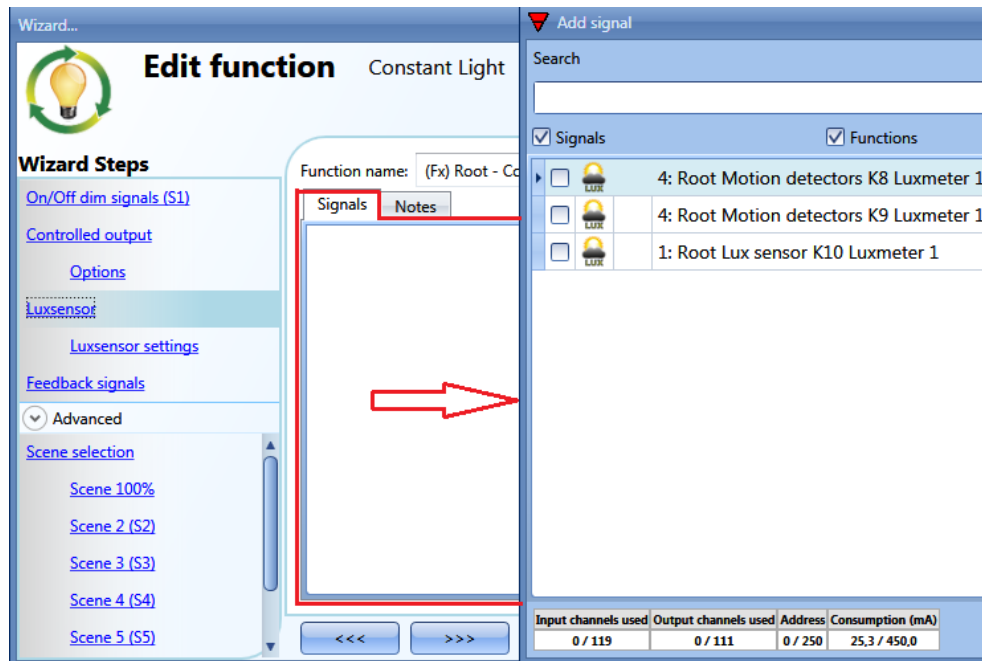 Wizard...
Edit function Constant Light
Wizard Steps
On/Off dim signals (S1)
Controlled output
Options
Luxsensor
Luxsensor settings
Feedback signals
Advanced
Scene selection
Scene 100%
Scene 2 (S2)
Scene 3 (S3)
Scene 4 (S4)
Scene 5 (S5)
Function name: (Fx) Root - Co
Signals Notes
<<< >>>
Add signal
Search
Signals Functions
LUX 4: Root Motion detectors K8 Luxmeter 1
LUX 4: Root Motion detectors K9 Luxmeter 1
LUX 1: Root Lux sensor K10 Luxmeter 1
Input channels used Output channels used Address Consumption (mA)
0 / 119 0 / 111 0 / 250 25,3 / 450,0